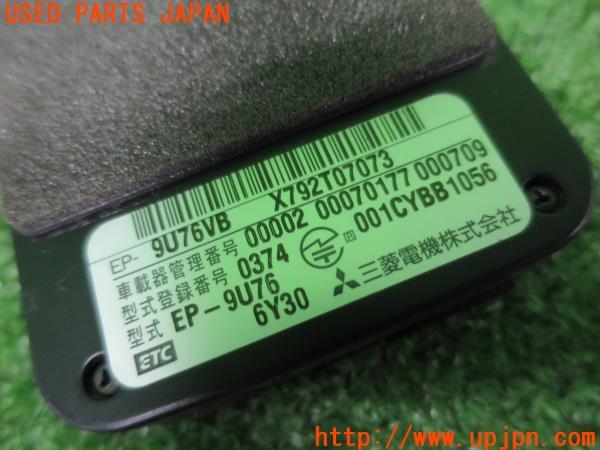 USED PARTS JAPAN
EP- 9U76VB X792T07073
車載器管理番号 00002 00070177 000709
型式登録番号 0374 001CYBB1056
型式 EP-9U76 三菱電機株式会社
6Y30
ETC
http://www.upjpn.com